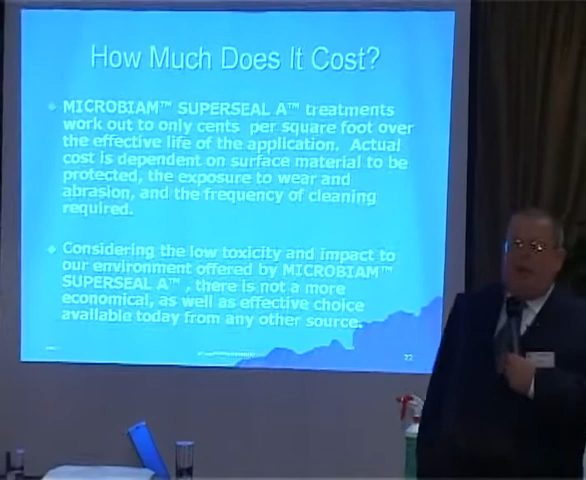 How Much Does It Cost?
MICROBIAM™ SUPERSEAL A™ treatments
work out to only cents per square foot over
the effective life of the application. Actual
cost is dependent on surface material to be
protected, the exposure to wear and
abrasion, and the frequency of cleaning
required.
Considering the low toxicity and impact to
our environment offered by MICROBIAM™
SUPERSEAL A™ , there is not a more
economical, as well as effective choice
available today from any other source.
22